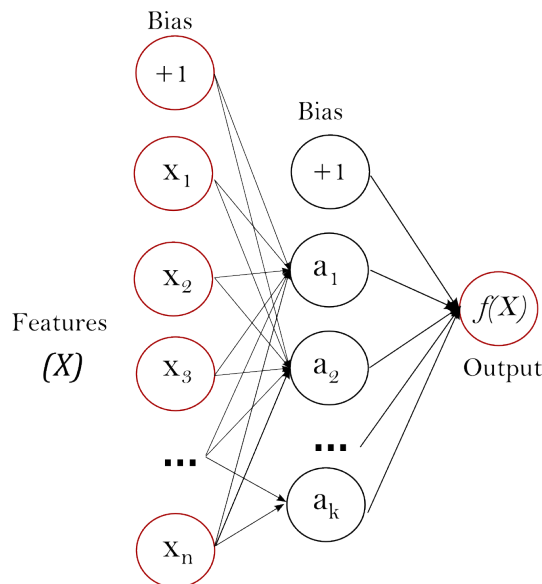 Bias
+1
x₁
x₂
x₃
...
xₙ
Features
(X)
Bias
+1
a₁
a₂
...
aₖ
f(X)
Output